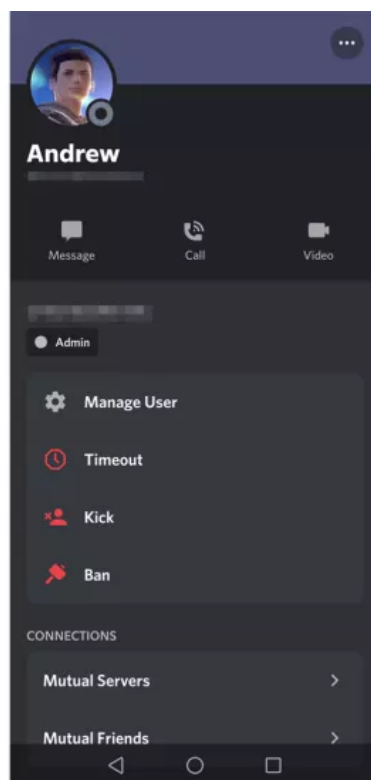 Andrew
Message Call Video
Admin
Manage User
Timeout
Kick
Ban
CONNECTIONS
Mutual Servers
Mutual Friends